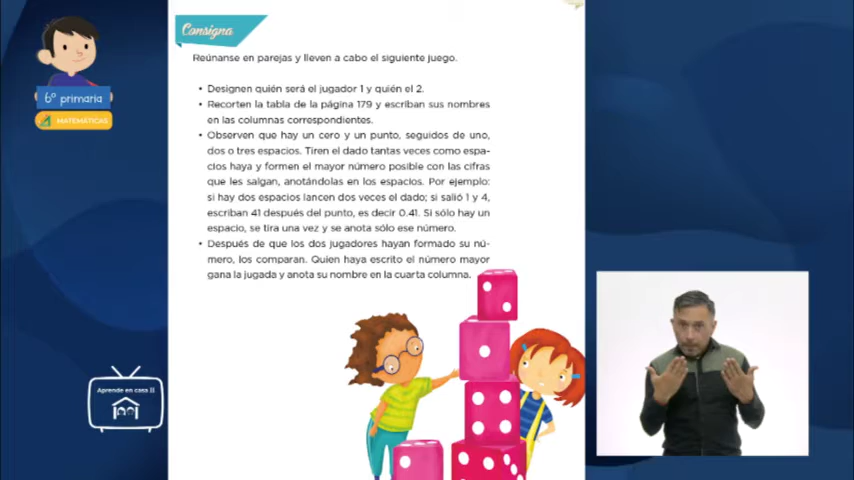 Consigna
Reúnanse en parejas y lleven a cabo el siguiente juego.
• Designen quién será el jugador 1 y quién el 2.
• Recorten la tabla de la página 179 y escriban sus nombres
en las columnas correspondientes.
• Observen que hay un cero y un punto, seguidos de uno,
dos o tres espacios. Tiren el dado tantas veces como espa-
cios haya y formen el mayor número posible con las cifras
que les salgan, anotándolas en los espacios. Por ejemplo:
si hay dos espacios lancen dos veces el dado; si salió 1 y 4,
escriban 41 después del punto, es decir 0.41. Si sólo hay un
espacio, se tira una vez y se anota sólo ese número.
• Después de que los dos jugadores hayan formado su nú-
mero, los comparan. Quien haya escrito el número mayor
gana la jugada y anota su nombre en la cuarta columna.
6º primaria
MATEMÁTICAS
Aprende en casa II